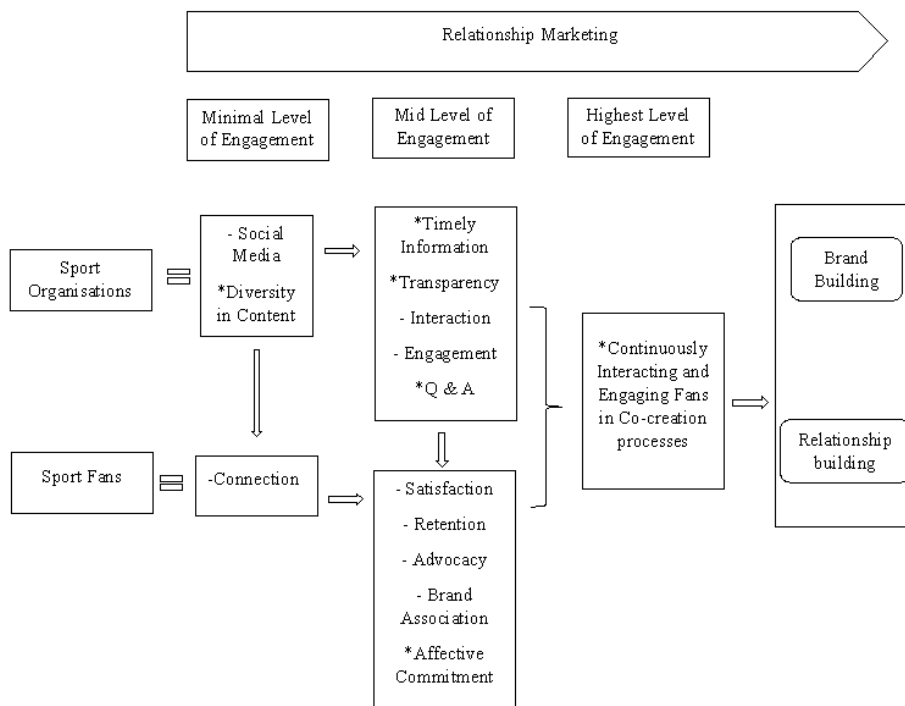 Relationship Marketing
Minimal Level
of Engagement
Mid Level of
Engagement
Highest Level
of Engagement
Sport
Organisations
- Social
Media
*Diversity
in Content
*Timely
Information
*Transparency
- Interaction
- Engagement
*Q & A
*Continuously
Interacting and
Engaging Fans
in Co-creation
processes
Brand
Building
Relationship
building
Sport Fans
-Connection
- Satisfaction
- Retention
- Advocacy
- Brand
Association
*Affective
Commitment